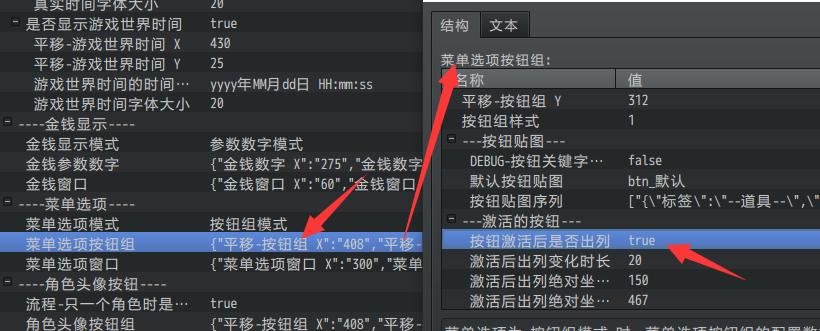 真实时间字体大小 20
是否显示游戏世界时间 true
平移-游戏世界时间 X 430
平移-游戏世界时间 Y 25
游戏世界时间的时间… yyyy年MM月dd日 HH:mm:ss
游戏世界时间字体大小 20
----金钱显示----
金钱显示模式 参数数字模式
金钱参数数字 {"金钱数字 X":"275","金钱数字
金钱窗口 {"金钱窗口 X":"60","金钱窗口
----菜单选项----
菜单选项模式 按钮组模式
菜单选项按钮组 {"平移-按钮组 X":"408","平移-
菜单选项窗口 {"菜单选项窗口 X":"300","菜单
----角色头像按钮----
流程-只一个角色时是… true
角色头像按钮组 {"平移-按钮组 X":"408","平移-
结构 文本
菜单选项按钮组:
名称 值
平移-按钮组 Y 312
按钮组样式 1
---按钮贴图---
DEBUG-按钮关键字… false
默认按钮贴图 btn_默认
按钮贴图序列 ["{\"标签\":\"--道具--\",\"
---激活的按钮---
按钮激活后是否出列 true
激活后出列变化时长 20
激活后出列绝对坐… 150
激活后出列绝对坐… 467